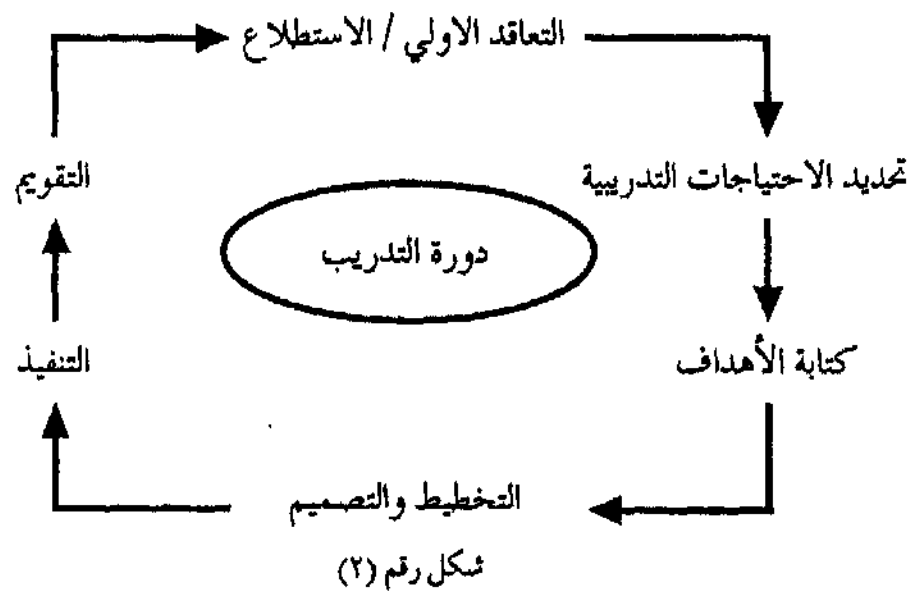 التعاقد الاولي / الاستطلاع
تحديد الاحتياجات التدريبية
التقويم
دورة التدريب
كتابة الأهداف
التنفيذ
التخطيط والتصميم
شكل رقم (٢)